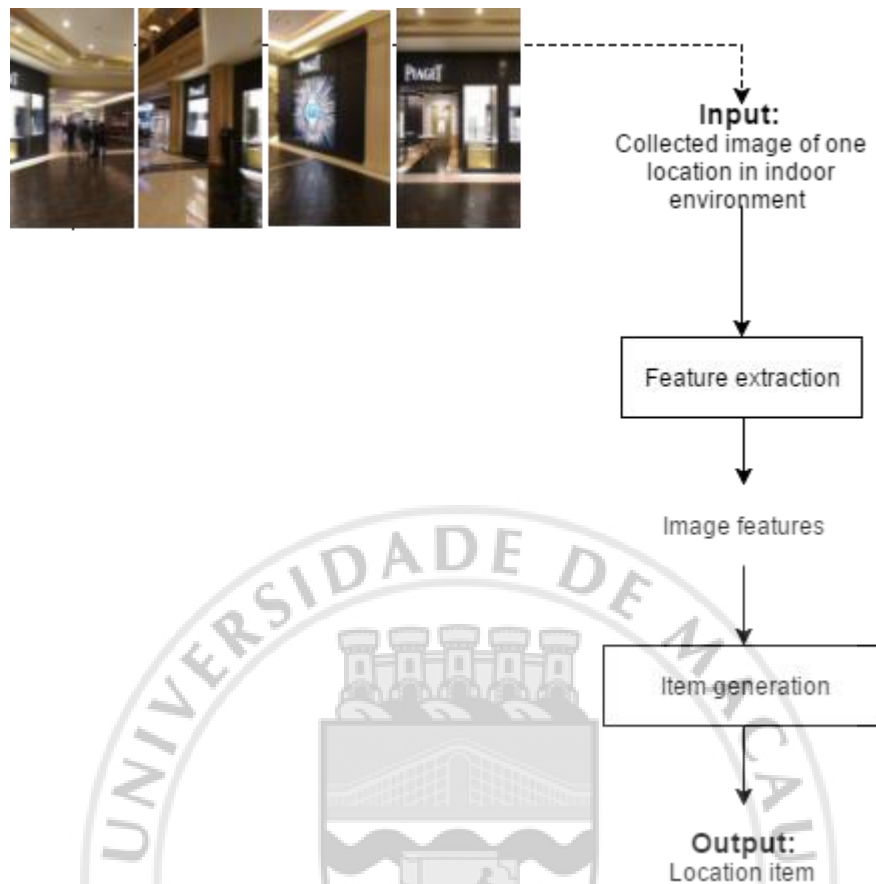 PIAGET
PIAGET
PIAGET
Input:
Collected image of one
location in indoor
environment
Feature extraction
Image features
Item generation
Output:
Location item
UNIVERSIDADE DE MACAU